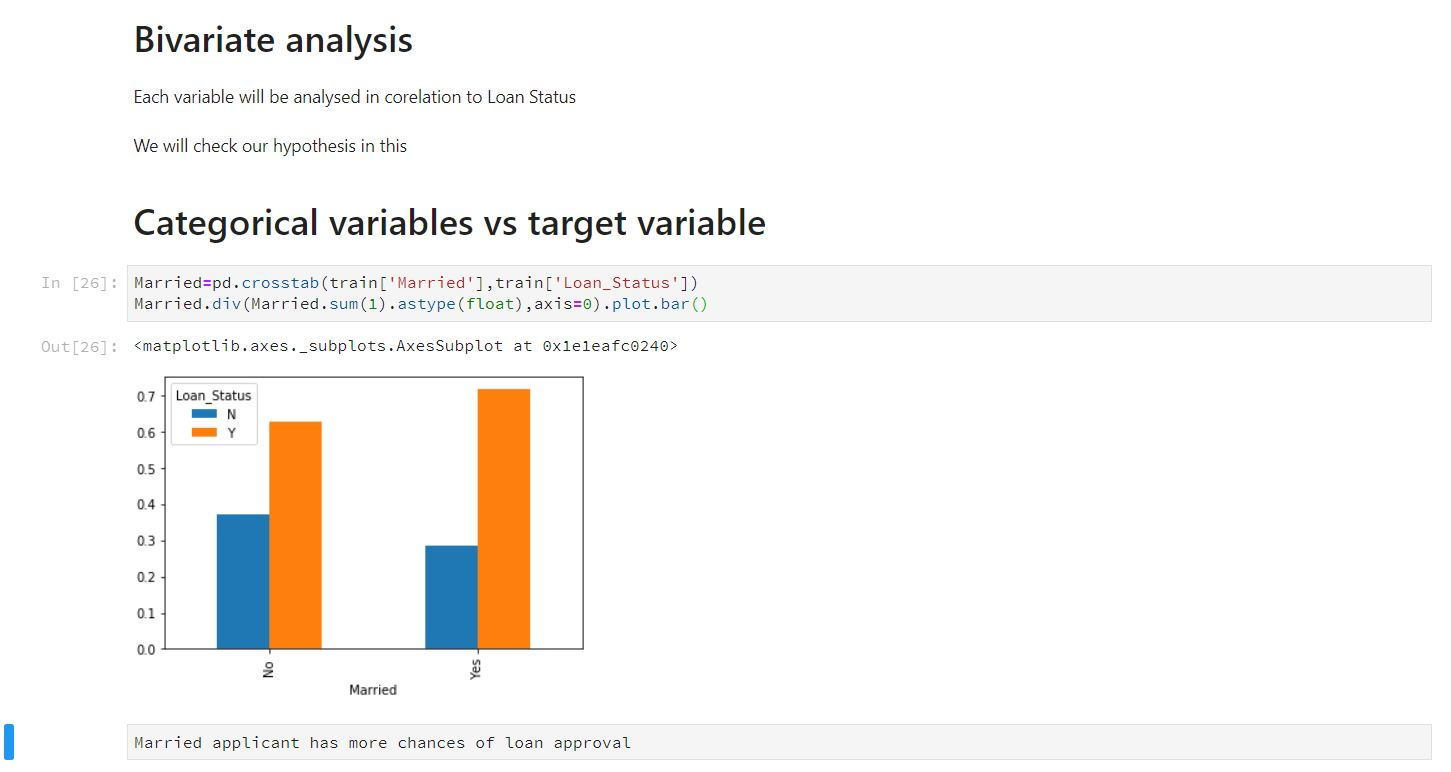 Bivariate analysis
Each variable will be analysed in corelation to Loan Status
We will check our hypothesis in this
Categorical variables vs target variable
In [26]: Married=pd.crosstab(train['Married'],train['Loan_Status'])
Married.div(Married.sum(1).astype(float),axis=0).plot.bar()
Out[26]: <matplotlib.axes._subplots.AxesSubplot at 0x1e1eafc0240>
Loan_Status
N
Y
0.7
0.6
0.5
0.4
0.3
0.2
0.1
0.0
No
Yes
Married
Married applicant has more chances of loan approval